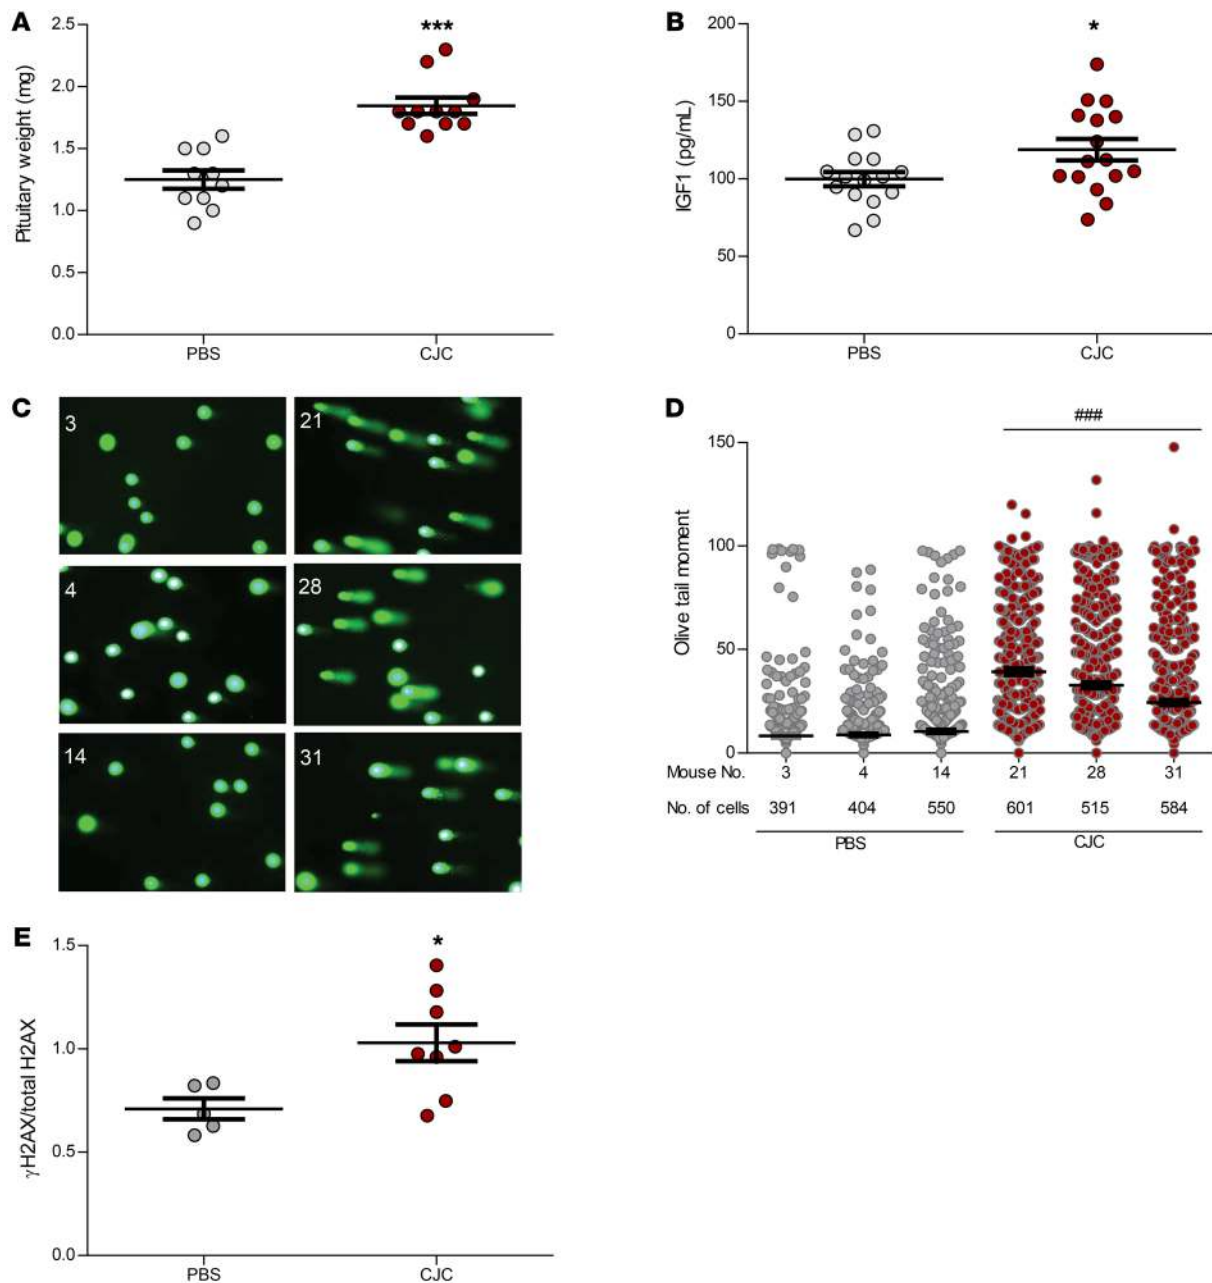 A
2.5
***
2.0
1.5
1.0
0.5
0.0
Pituitary weight (mg)
PBS CJC
B
200
*
150
100
50
0
IGF1 (pg/mL)
PBS CJC
C
3 21
4 28
14 31
D
###
150
100
50
0
Olive tail moment
Mouse No. 3 4 14 21 28 31
No. of cells 391 404 550 601 515 584
PBS CJC
E
1.5
*
1.0
0.5
0.0
γH2AX/total H2AX
PBS CJC